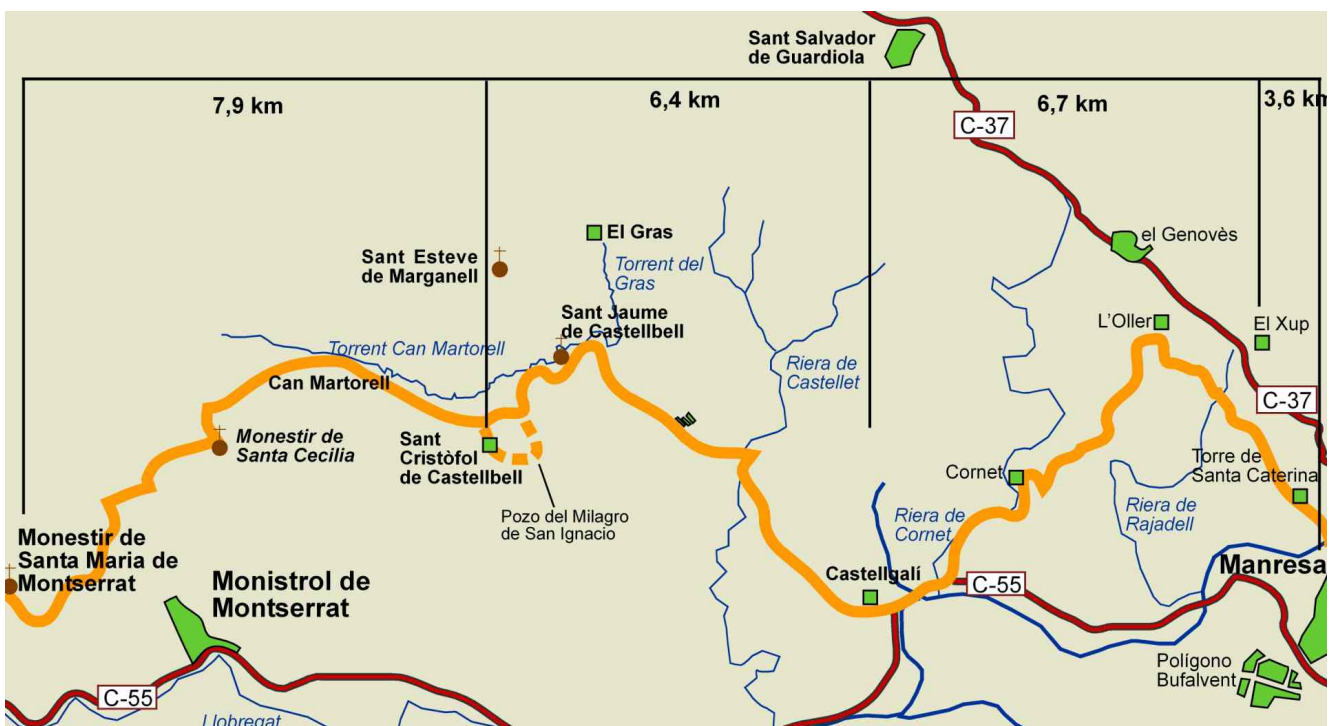 Sant Salvador
de Guardiola
7,9 km
6,4 km
6,7 km
3,6 km
C-37
El Gras
el Genovès
Sant Esteve
de Marganell
Torrent del
Gras
Sant Jaume
de Castellbell
L'Oller
El Xup
Torrent Can Martorell
Riera de
Castellet
Can Martorell
C-37
Monestir de
Santa Cecilia
Sant
Cristòfol
de Castellbell
Torre de
Santa Caterina
Cornet
Pozo del Milagro
de San Ignacio
Riera de
Cornet
Riera de
Rajadell
Monestir de
Santa Maria de
Montserrat
Monistrol de
Montserrat
Castellgalí
C-55
Manresa
Polígono
Bufalvent
C-55
Llobregat